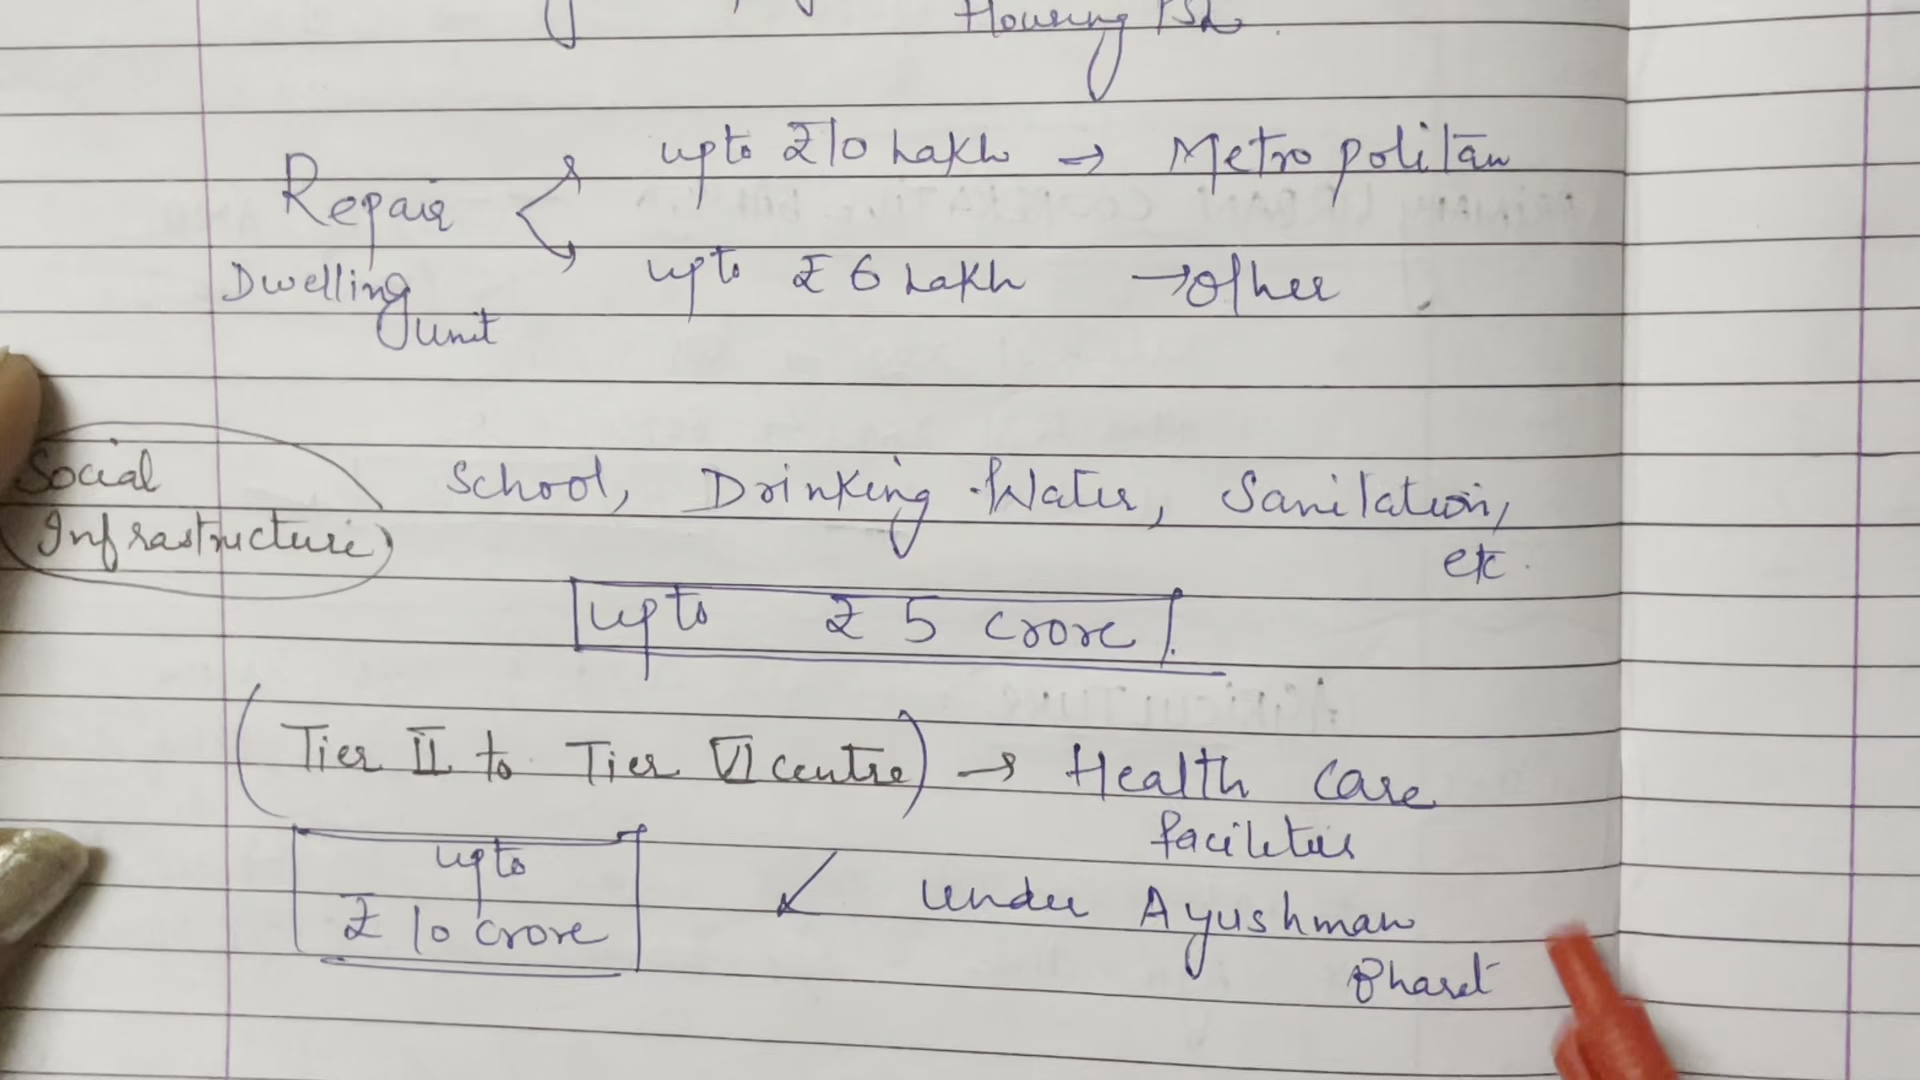 Housing
Repair
Dwelling
unit
upto ₹10 Lakh → Metropolitan
upto ₹ 6 Lakh → Other
Social
Infrastructure
School, Drinking Water, Sanitation,
etc.
upto ₹ 5 crore
(Tier II to Tier VI centre) → Health Care
facilities
upto
₹ 10 crore
under Ayushman
Bharat